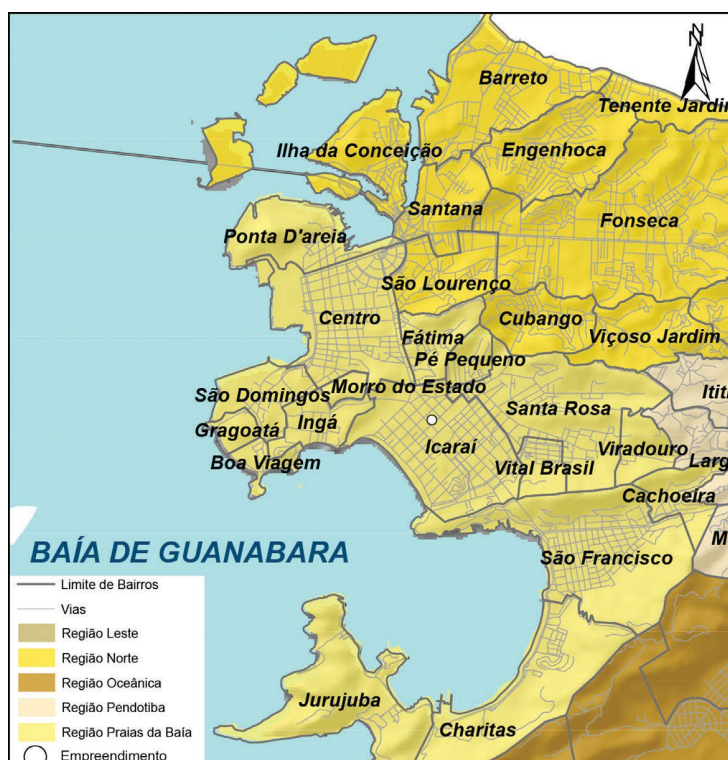 N
Barreto
Tenente Jardim
Ilha da Conceição
Engenhoca
Santana
Fonseca
Ponta D'areia
São Lourenço
Centro
Cubango
Fátima
Viçoso Jardim
Pé Pequeno
São Domingos
Morro do Estado
Santa Rosa
Gragoatá
Ingá
Icaraí
Viradouro
Boa Viagem
Vital Brasil
Cachoeira
São Francisco
BAÍA DE GUANABARA
Limite de Bairros
Vias
Região Leste
Região Norte
Região Oceânica
Região Pendotiba
Região Praias da Baía
Empreendimento
Jurujuba
Charitas